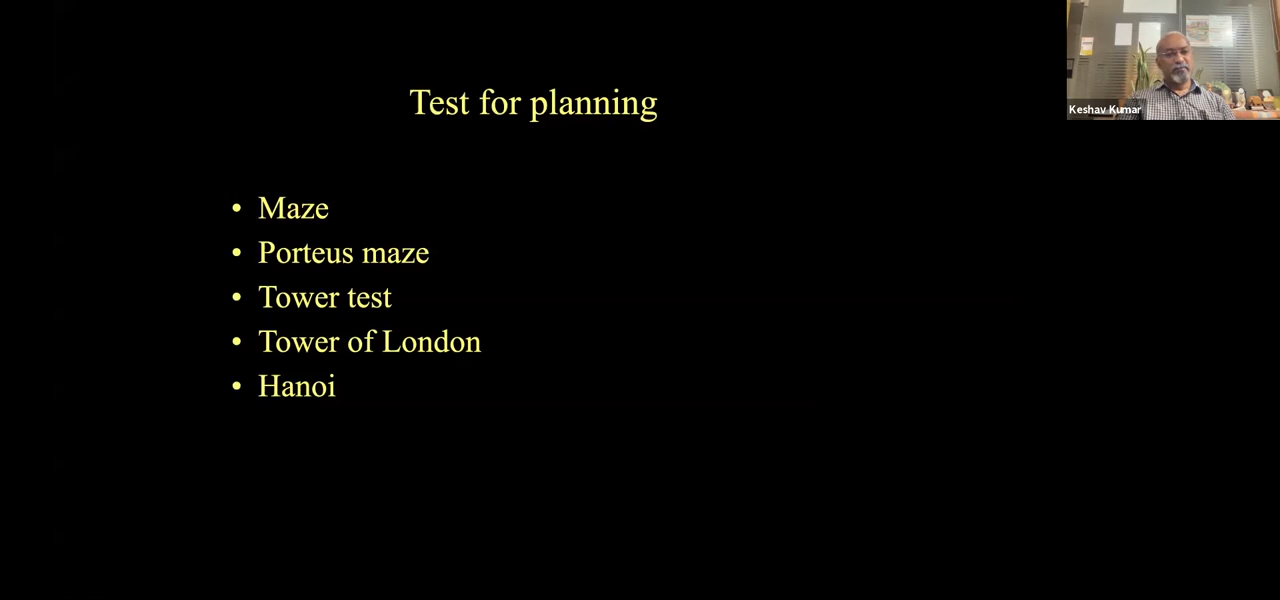 Test for planning
Keshav Kumar
• Maze
• Porteus maze
• Tower test
• Tower of London
• Hanoi